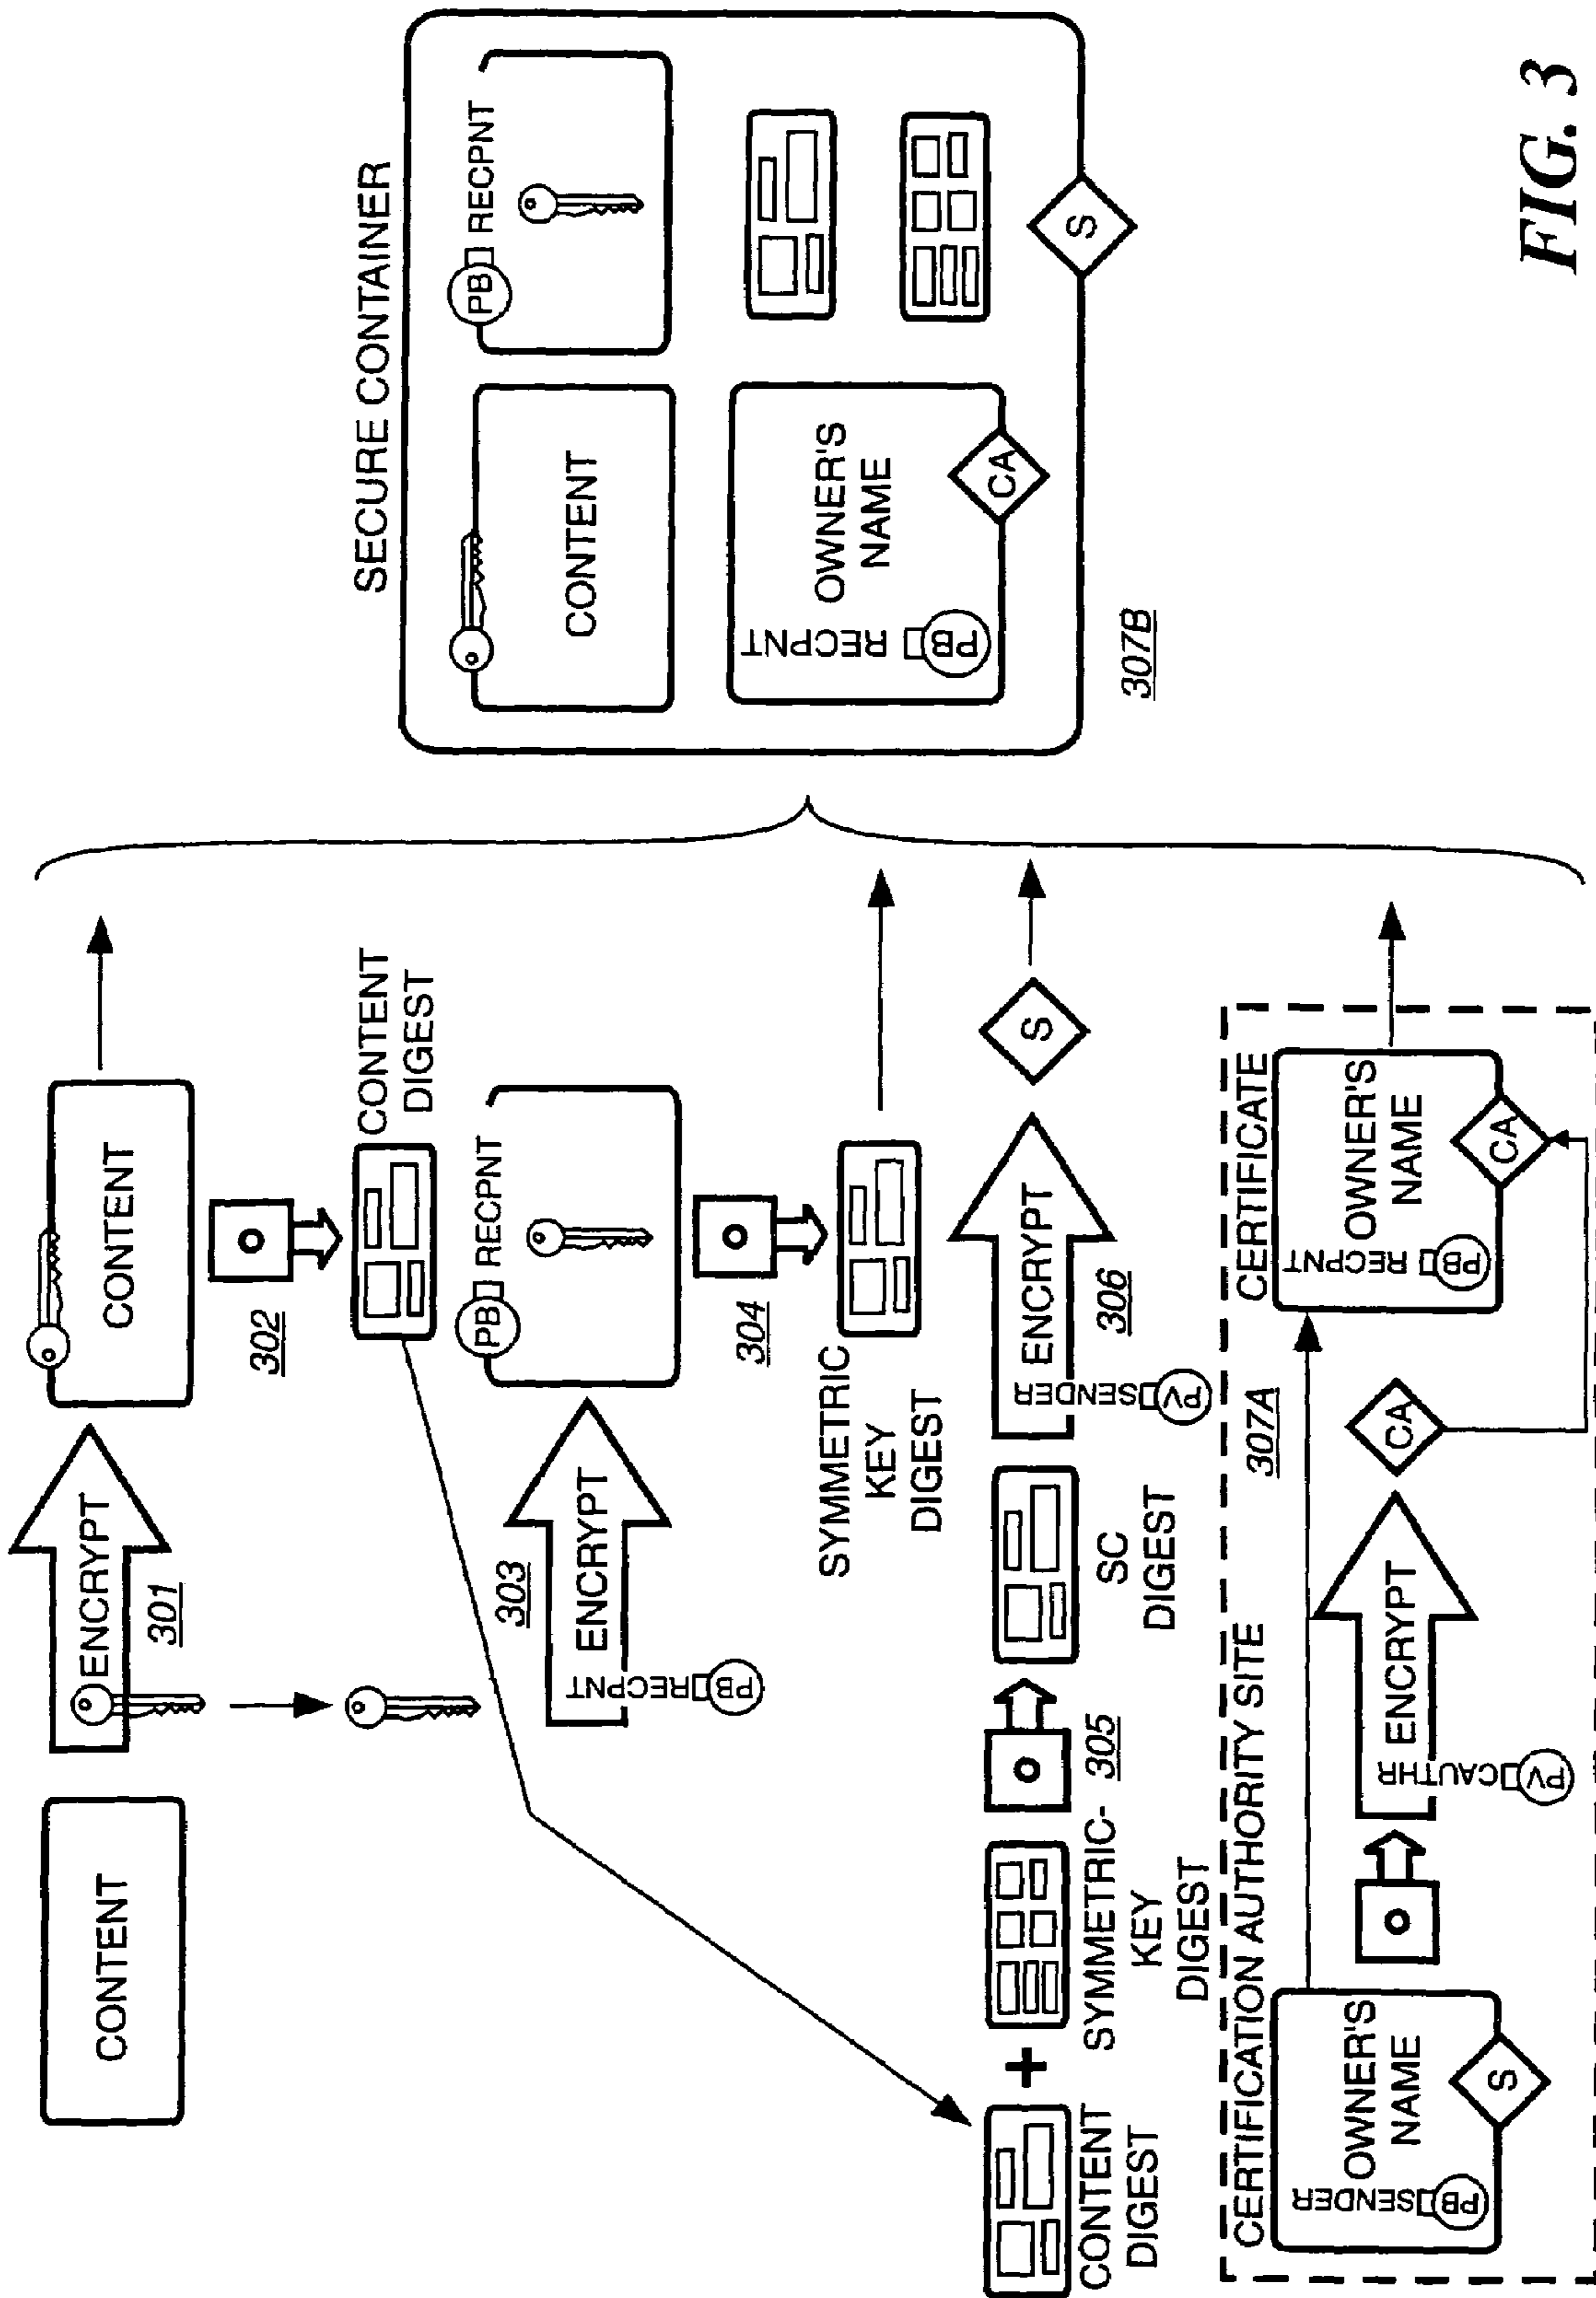 CONTENT
ENCRYPT
301
CONTENT
302
CONTENT
DIGEST
303
ENCRYPT
PB RECPNT
PB RECPNT
304
SYMMETRIC
KEY
DIGEST
CONTENT
DIGEST
+
SYMMETRIC-
KEY
DIGEST
305
SC
DIGEST
ENCRYPT
PV SENDER
306
S
CERTIFICATION AUTHORITY SITE
307A
PB SENDER
OWNER'S
NAME
S
ENCRYPT
PV CAUTHR
CA
CERTIFICATE
PB RECPNT
OWNER'S
NAME
CA
SECURE CONTAINER
CONTENT
PB RECPNT
PB RECPNT
OWNER'S
NAME
CA
S
307B
FIG. 3